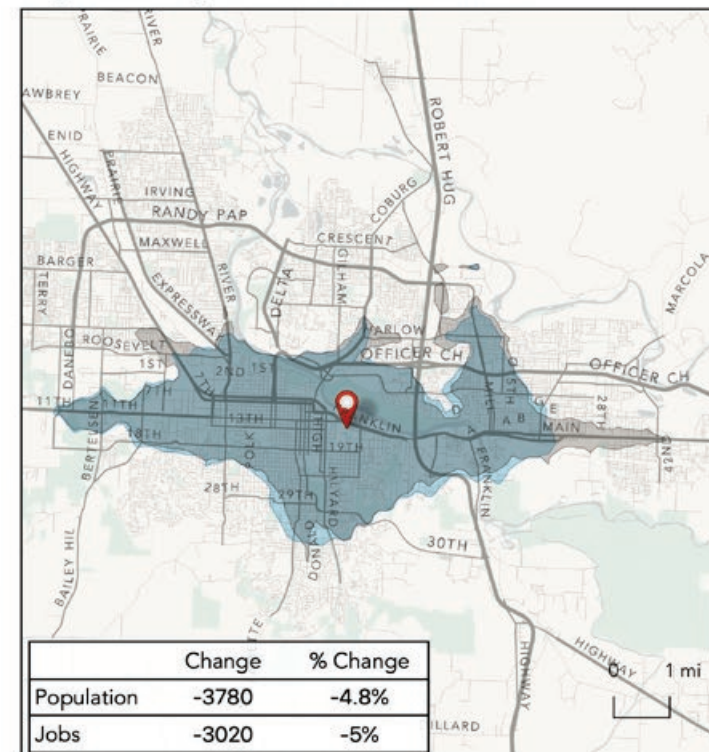 PRAIRIE
RIVER
BEACON
AWBREY
ENID
HIGHWAY
PRAIRIE
IRVING
RANDY PAP
MAXWELL
COBURG
ROBERT HUG
CRESCENT
BARGER
TERRY
EXPRESSWAY
RIVER
DELTA
GILHAM
MARCOLA
ROOSEVELT
HARLOW
OFFICER CH
OFFICER CH
DANEBO
1ST
2ND
1ST
7TH
7TH
11TH
11TH
13TH
18TH
BERTELSEN
POLK
HIGH
19TH
HILYARD
D
MILL
A
B
G
E
28TH
MAIN
A
42ND
FRANKLIN
28TH
29TH
DONALD
30TH
BAILEY HIL
HIGHWAY
HIGHWAY
0 1 mi
Change % Change
Population -3780 -4.8%
Jobs -3020 -5%
ILLARD